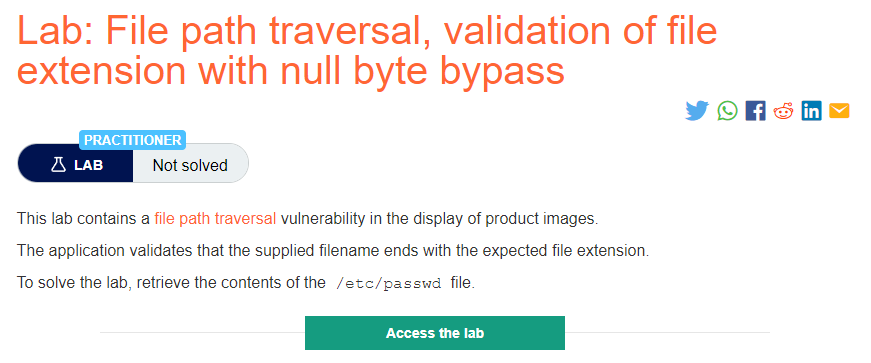 Lab: File path traversal, validation of file
extension with null byte bypass
PRACTITIONER
LAB
Not solved
This lab contains a file path traversal vulnerability in the display of product images.
The application validates that the supplied filename ends with the expected file extension.
To solve the lab, retrieve the contents of the /etc/passwd file.
Access the lab